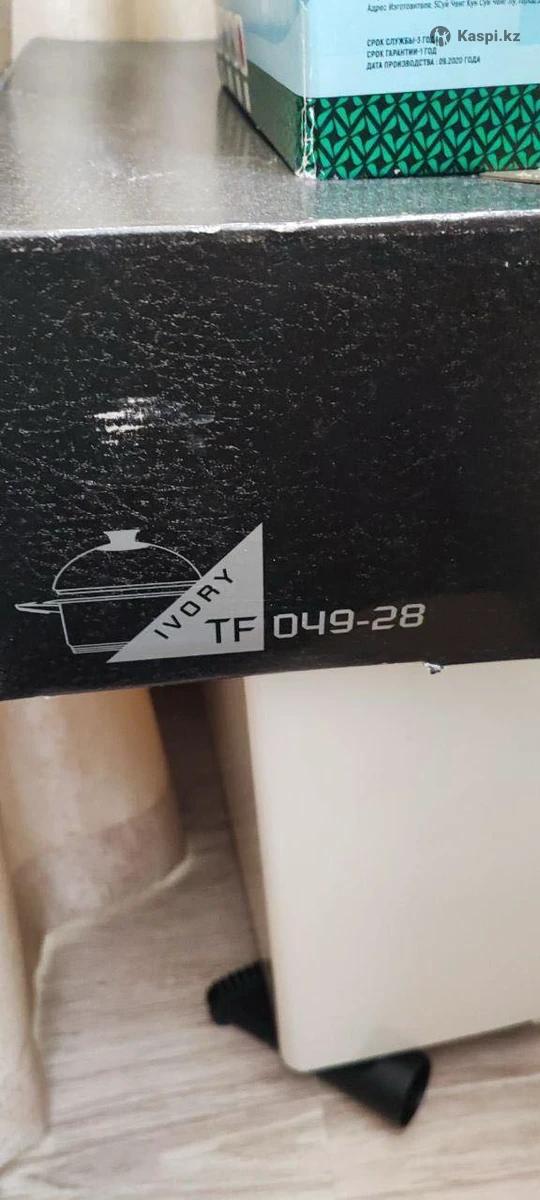 Адрес Изготовителя:
Kaspi.kz
СРОК СЛУЖБЫ-3
СРОК ГАРАНТИИ-1 ГОД
ДАТА ПРОИЗВОДСТВА : 09.2020 ГОДА
IVORY
TF 049-28